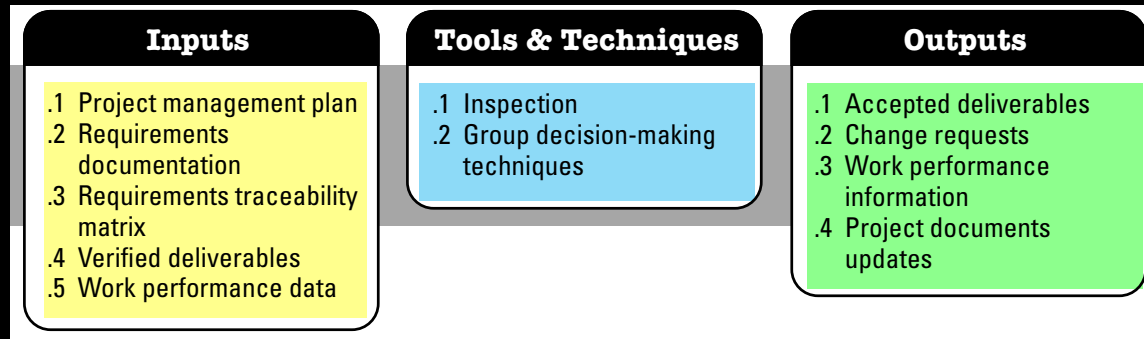 Inputs
.1 Project management plan
.2 Requirements
documentation
.3 Requirements traceability
matrix
.4 Verified deliverables
.5 Work performance data
Tools & Techniques
.1 Inspection
.2 Group decision-making
techniques
Outputs
.1 Accepted deliverables
.2 Change requests
.3 Work performance
information
.4 Project documents
updates